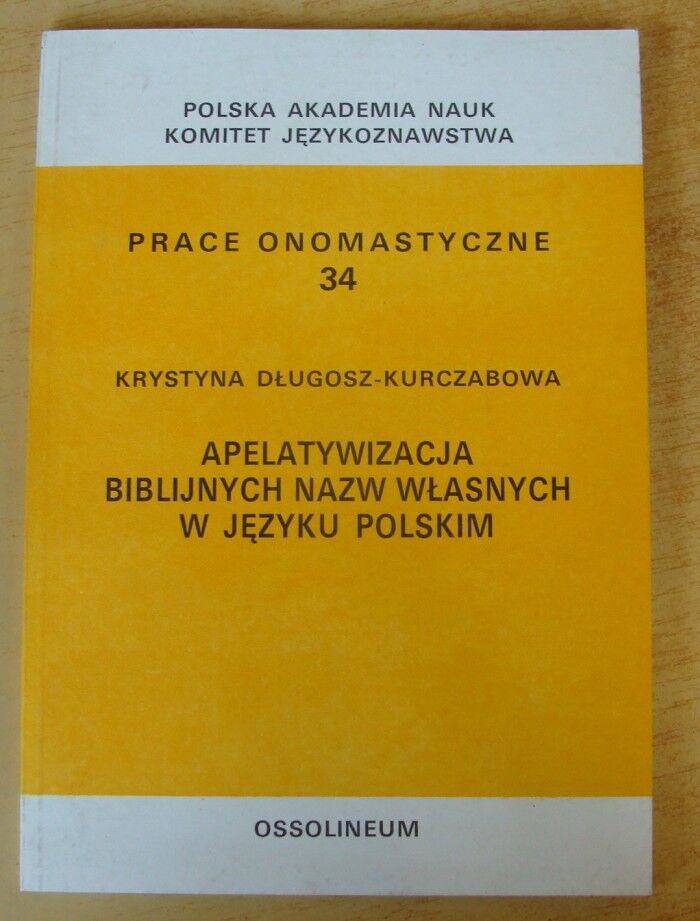 POLSKA AKADEMIA NAUK
KOMITET JĘZYKOZNAWSTWA
PRACE ONOMASTYCZNE
34
KRYSTYNA DŁUGOSZ-KURCZABOWA
APELATYWIZACJA
BIBLIJNYCH NAZW WŁASNYCH
W JĘZYKU POLSKIM
OSSOLINEUM